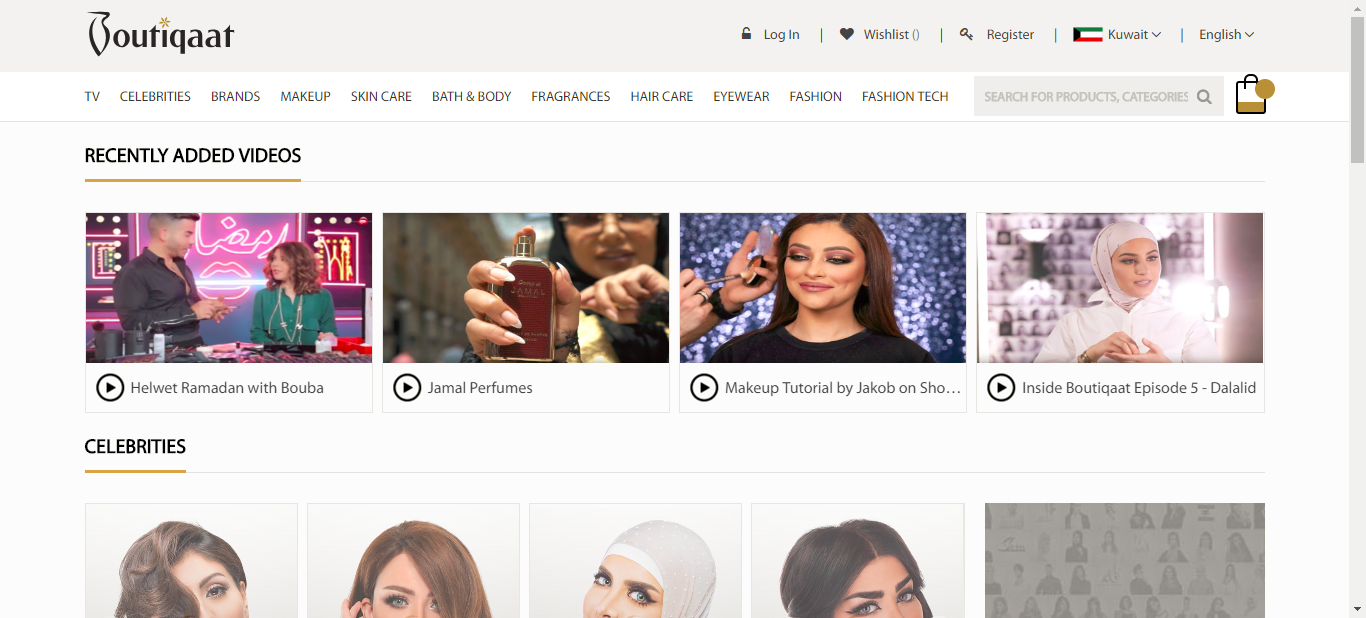 Boutiqaat
Log In | Wishlist () | Register | Kuwait | English
TV CELEBRITIES BRANDS MAKEUP SKIN CARE BATH & BODY FRAGRANCES HAIR CARE EYEWEAR FASHION FASHION TECH SEARCH FOR PRODUCTS, CATEGORIES
RECENTLY ADDED VIDEOS
رمضان
JAMAL
Helwet Ramadan with Bouba
Jamal Perfumes
Makeup Tutorial by Jakob on Sho...
Inside Boutiqaat Episode 5 - Dalalid
CELEBRITIES